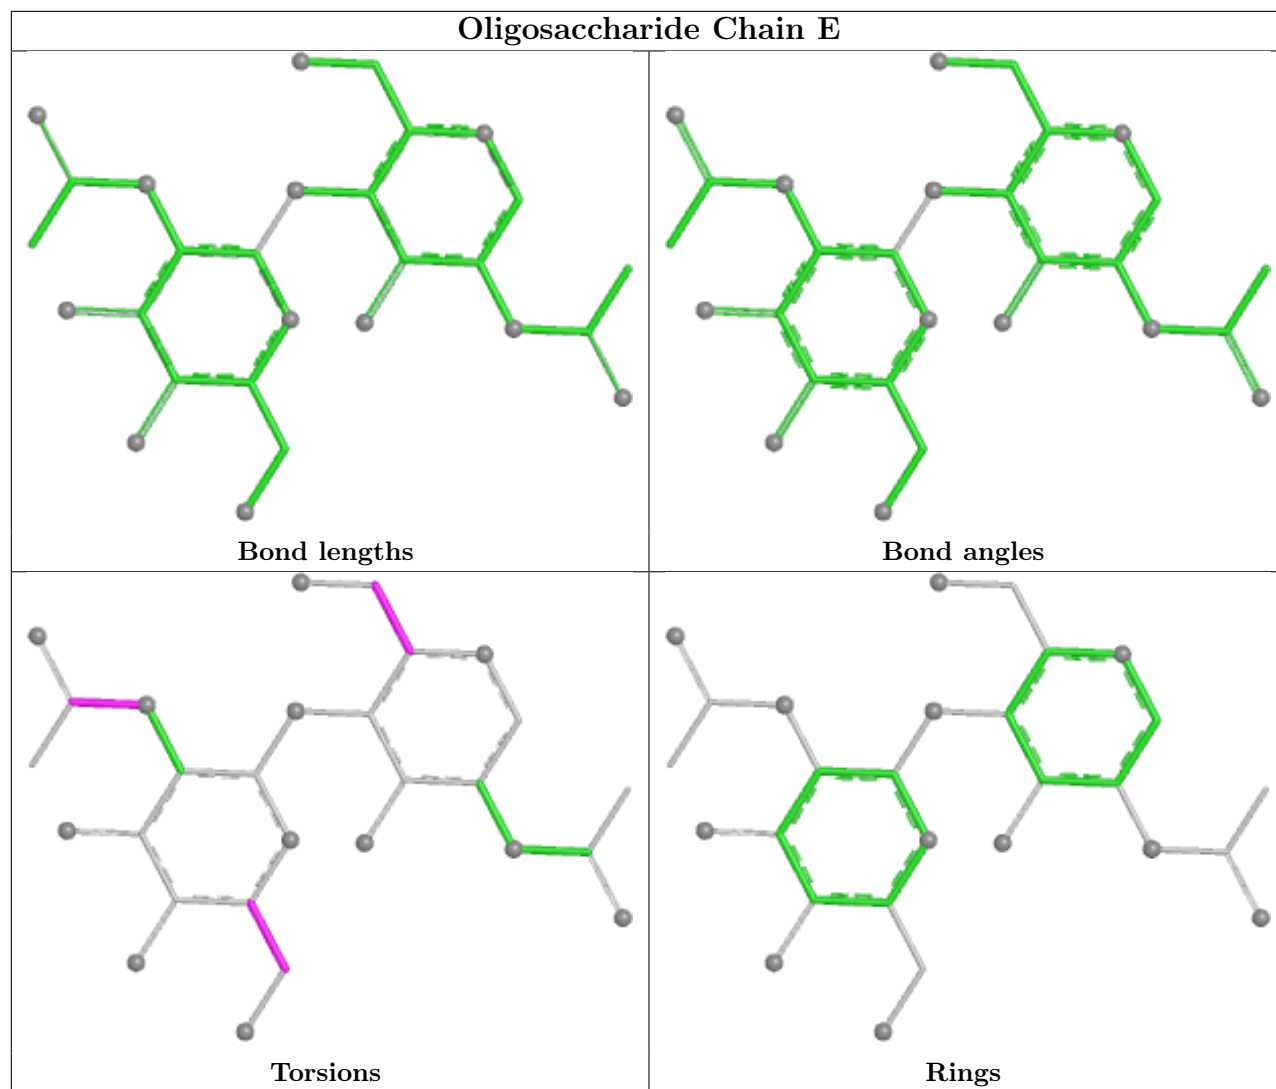 Oligosaccharide Chain E
Bond lengths
Bond angles
Torsions
Rings